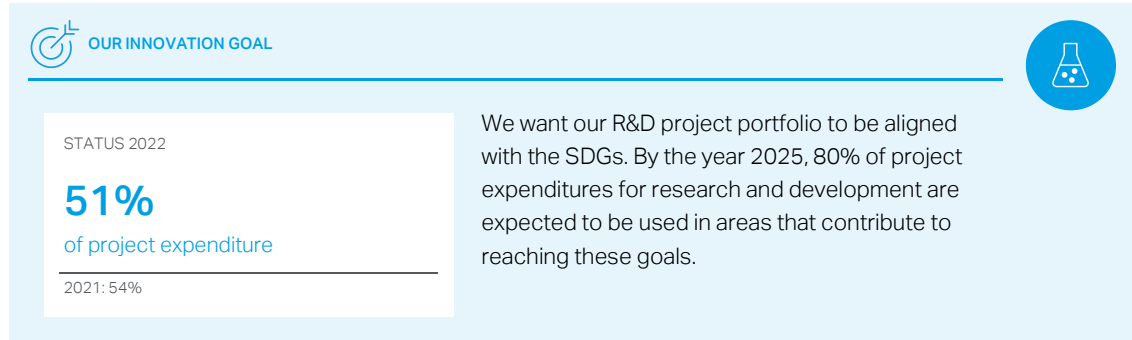 OUR INNOVATION GOAL
STATUS 2022
51%
of project expenditure
2021: 54%
We want our R&D project portfolio to be aligned
with the SDGs. By the year 2025, 80% of project
expenditures for research and development are
expected to be used in areas that contribute to
reaching these goals.